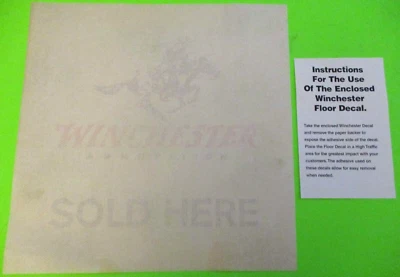 WINCHESTER
SOLD HERE
Instructions
For The Use
Of The Enclosed
Winchester
Floor Decal.
Take the enclosed Winchester Decal
and remove the paper backer to
expose the adhesive side of the decal.
Place the Floor Decal in a High Traffic
area for the greatest impact with your
customers. The adhesive used on
these decals allow for easy removal
when needed.